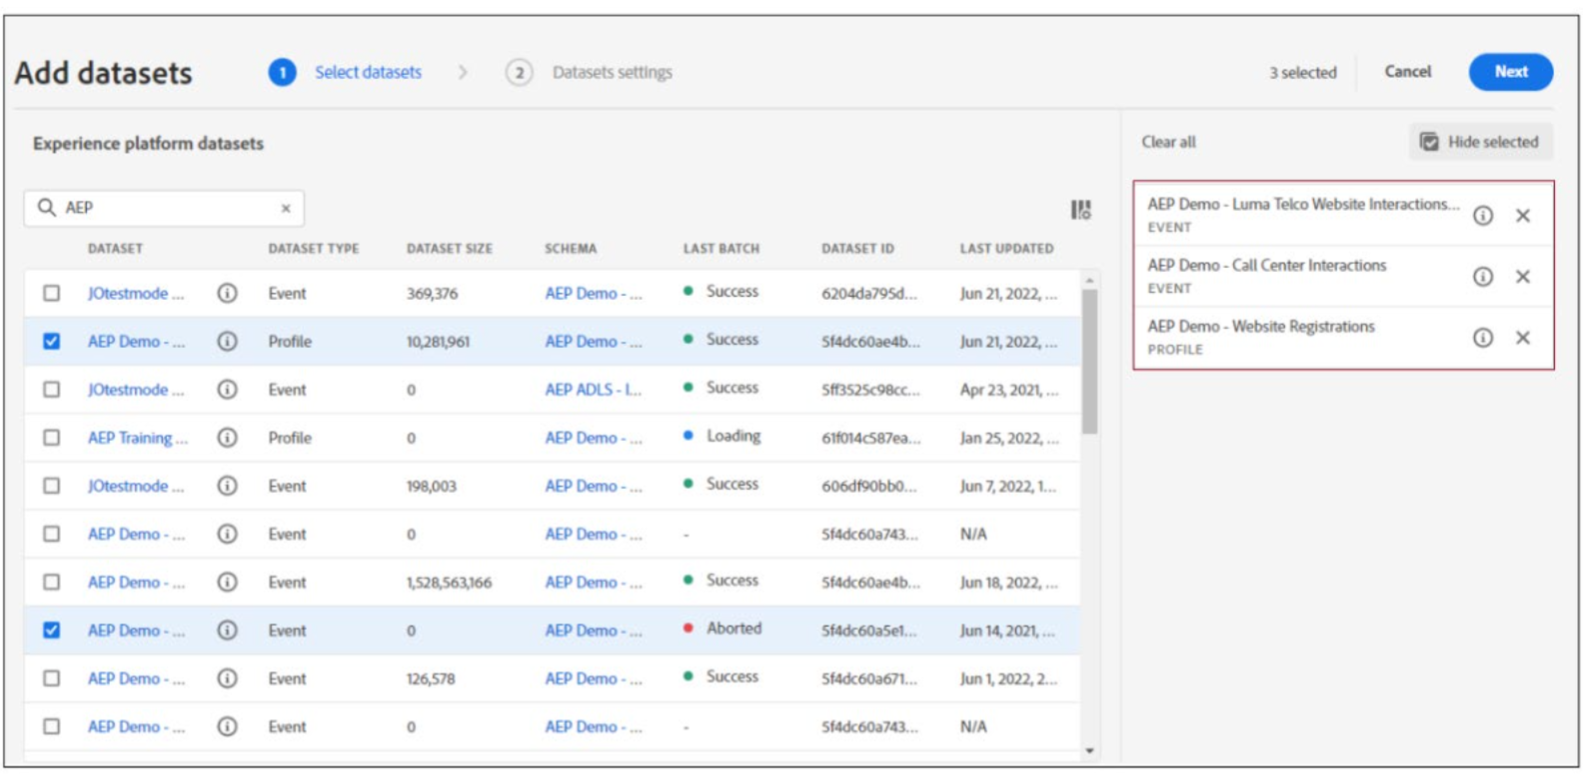 Add datasets
1 Select datasets > 2 Datasets settings
3 selected Cancel Next
Experience platform datasets
Clear all Hide selected
AEP ×
DATASET DATASET TYPE DATASET SIZE SCHEMA LAST BATCH DATASET ID LAST UPDATED
JOtestmode ... Event 369,376 AEP Demo - ... Success 6204da795d... Jun 21, 2022, ...
AEP Demo - ... Profile 10,281,961 AEP Demo - ... Success 5f4dc60ae4b... Jun 21, 2022, ...
JOtestmode ... Event 0 AEP ADLS - I... Success 5ff3525c98cc... Apr 23, 2021, ...
AEP Training ... Profile 0 AEP Demo - ... Loading 61f014c587ea... Jan 25, 2022, ...
JOtestmode ... Event 198,003 AEP Demo - ... Success 606df90bb0... Jun 7, 2022, 1...
AEP Demo - ... Event 0 AEP Demo - ... - 5f4dc60a743... N/A
AEP Demo - ... Event 1,528,563,166 AEP Demo - ... Success 5f4dc60ae4b... Jun 18, 2022, ...
AEP Demo - ... Event 0 AEP Demo - ... Aborted 5f4dc60a5e1... Jun 14, 2021, ...
AEP Demo - ... Event 126,578 AEP Demo - ... Success 5f4dc60a671... Jun 1, 2022, 2...
AEP Demo - ... Event 0 AEP Demo - ... - 5f4dc60a743... N/A
AEP Demo - Luma Telco Website Interactions...
EVENT
AEP Demo - Call Center Interactions
EVENT
AEP Demo - Website Registrations
PROFILE